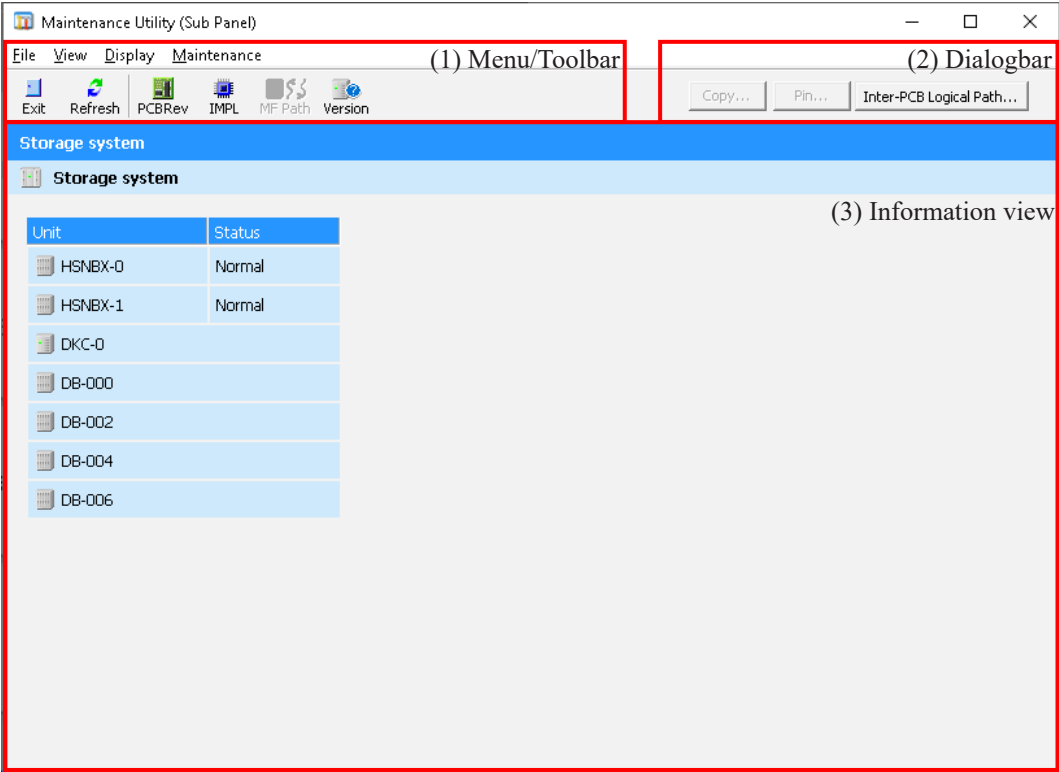 Maintenance Utility (Sub Panel)
File View Display Maintenance
(1) Menu/Toolbar
(2) Dialogbar
Exit Refresh PCBRev IMPL MF Path Version
Copy... Pin... Inter-PCB Logical Path...
Storage system
Storage system
(3) Information view
Unit Status
HSNBX-0 Normal
HSNBX-1 Normal
DKC-0
DB-000
DB-002
DB-004
DB-006